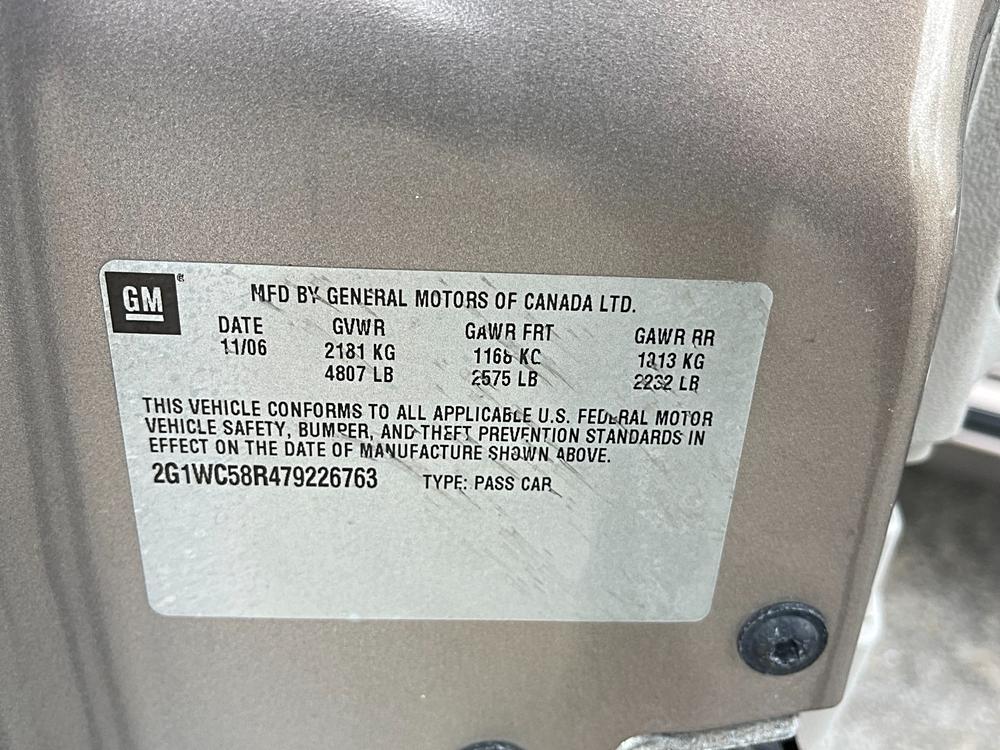 GM®
MFD BY GENERAL MOTORS OF CANADA LTD.
DATE GVWR GAWR FRT GAWR RR
11/06 2181 KG 1168 KG 1013 KG
4807 LB 2575 LB 2232 LB
THIS VEHICLE CONFORMS TO ALL APPLICABLE U.S. FEDERAL MOTOR
VEHICLE SAFETY, BUMPER, AND THEFT PREVENTION STANDARDS IN
EFFECT ON THE DATE OF MANUFACTURE SHOWN ABOVE.
2G1WC58R479226763 TYPE: PASS CAR